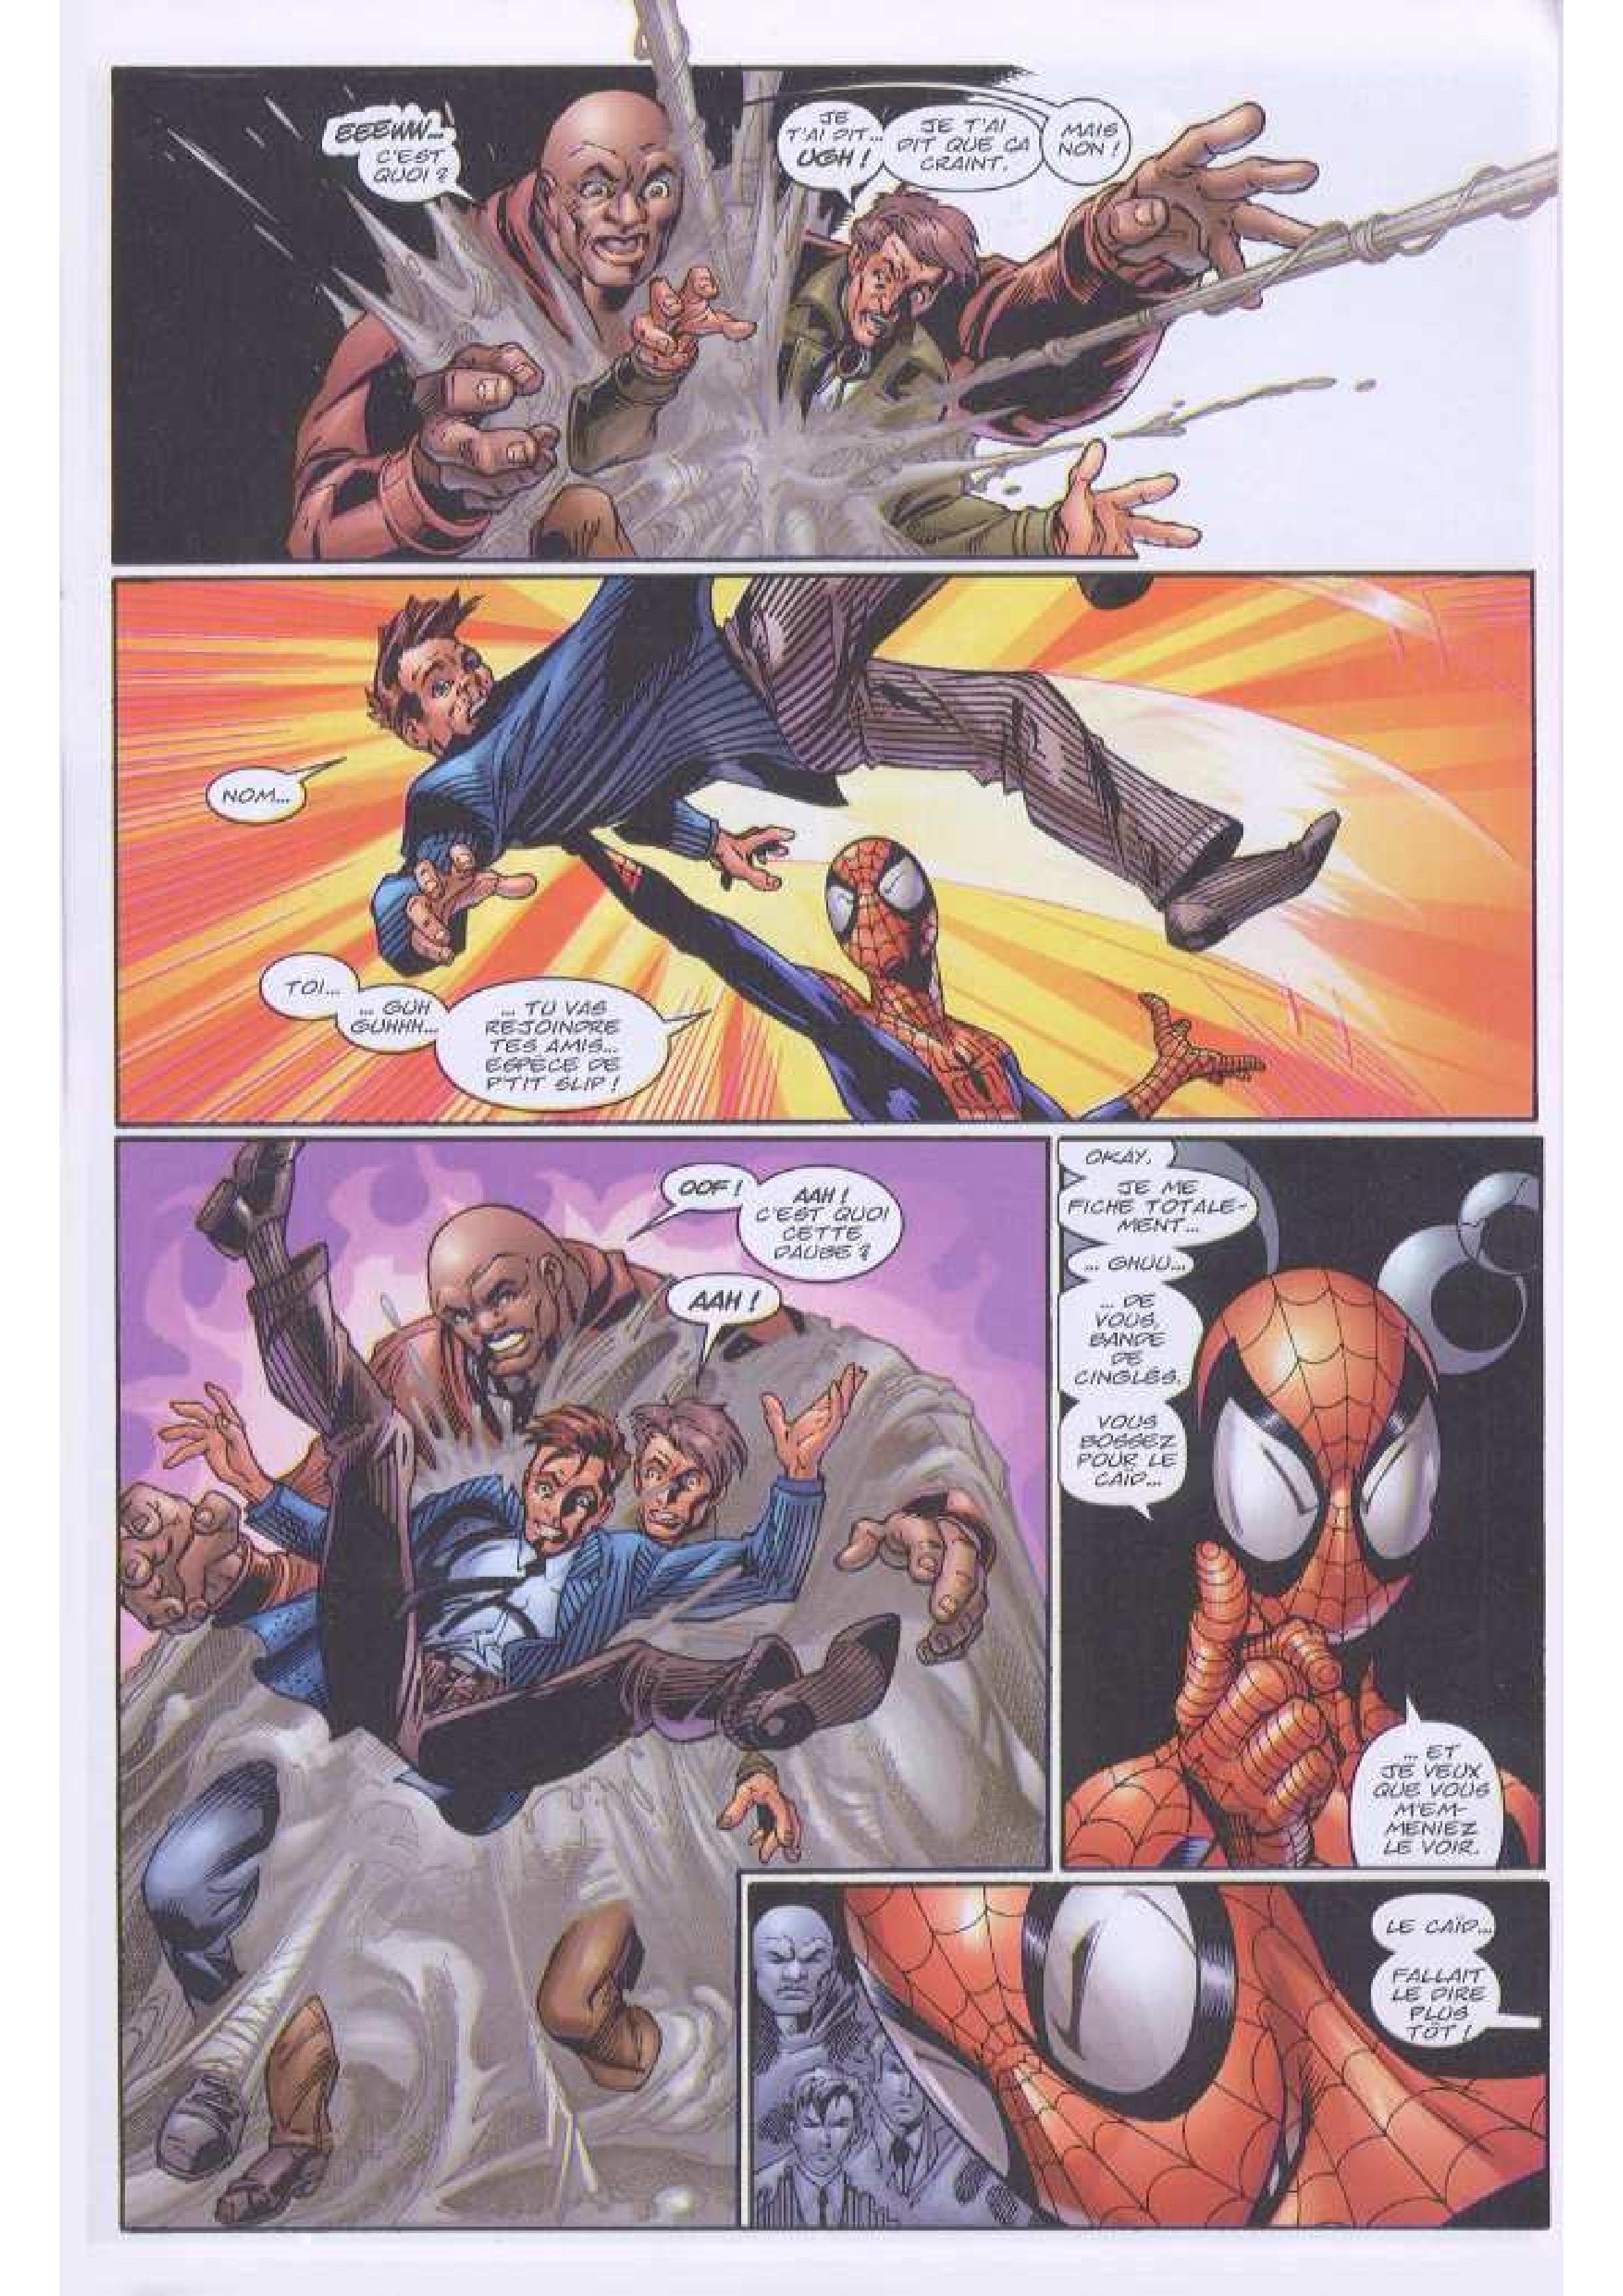 EEEWW...
C'EST
QUOI ?
JE
T'AI DIT...
UGH !
JE T'AI
DIT QUE ÇA
CRAINT.
MAIS
NON !
NOM...
TOI...
... GUH
GUHHH...
... TU VAS
REJOINDRE
TES AMIS...
ESPÈCE DE
P'TIT SLIP !
OOF !
AAH !
C'EST QUOI
CETTE
DAUBE ?
AAH !
OKAY.
JE ME
FICHE TOTALE-
MENT...
... GHUU...
... DE
VOUS,
BANDE
DE
CINGLÉS.
VOUS
BOSSEZ
POUR LE
CAÏD...
... ET
JE VEUX
QUE VOUS
M'EM-
MENIEZ
LE VOIR.
LE CAÏD...
FALLAIT
LE DIRE
PLUS
TÔT !